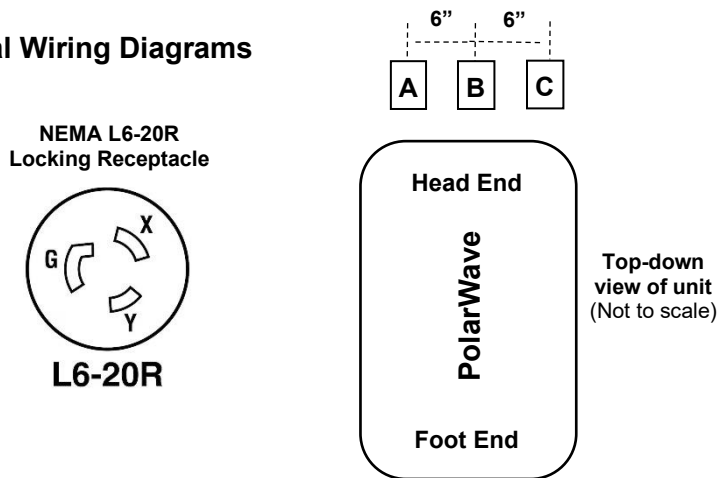 al Wiring Diagrams
NEMA L6-20R
Locking Receptacle
G
X
Y
L6-20R
6” 6”
A B C
Head End
PolarWave
Foot End
Top-down
view of unit
(Not to scale)